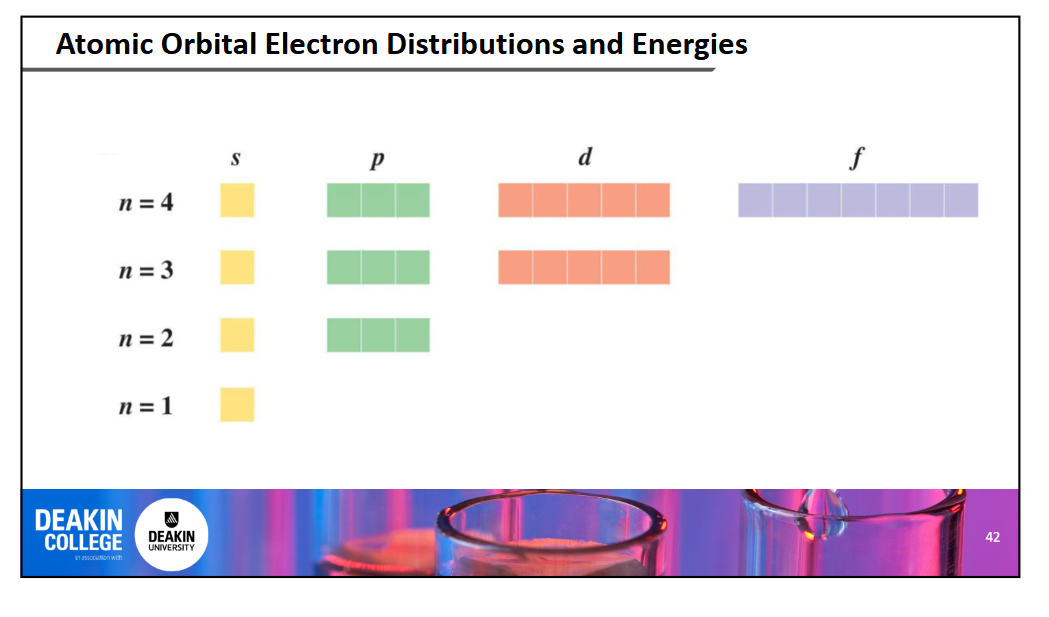 Atomic Orbital Electron Distributions and Energies
s p d f
n = 4
n = 3
n = 2
n = 1
DEAKIN
COLLEGE
in association with
DEAKIN
UNIVERSITY
42